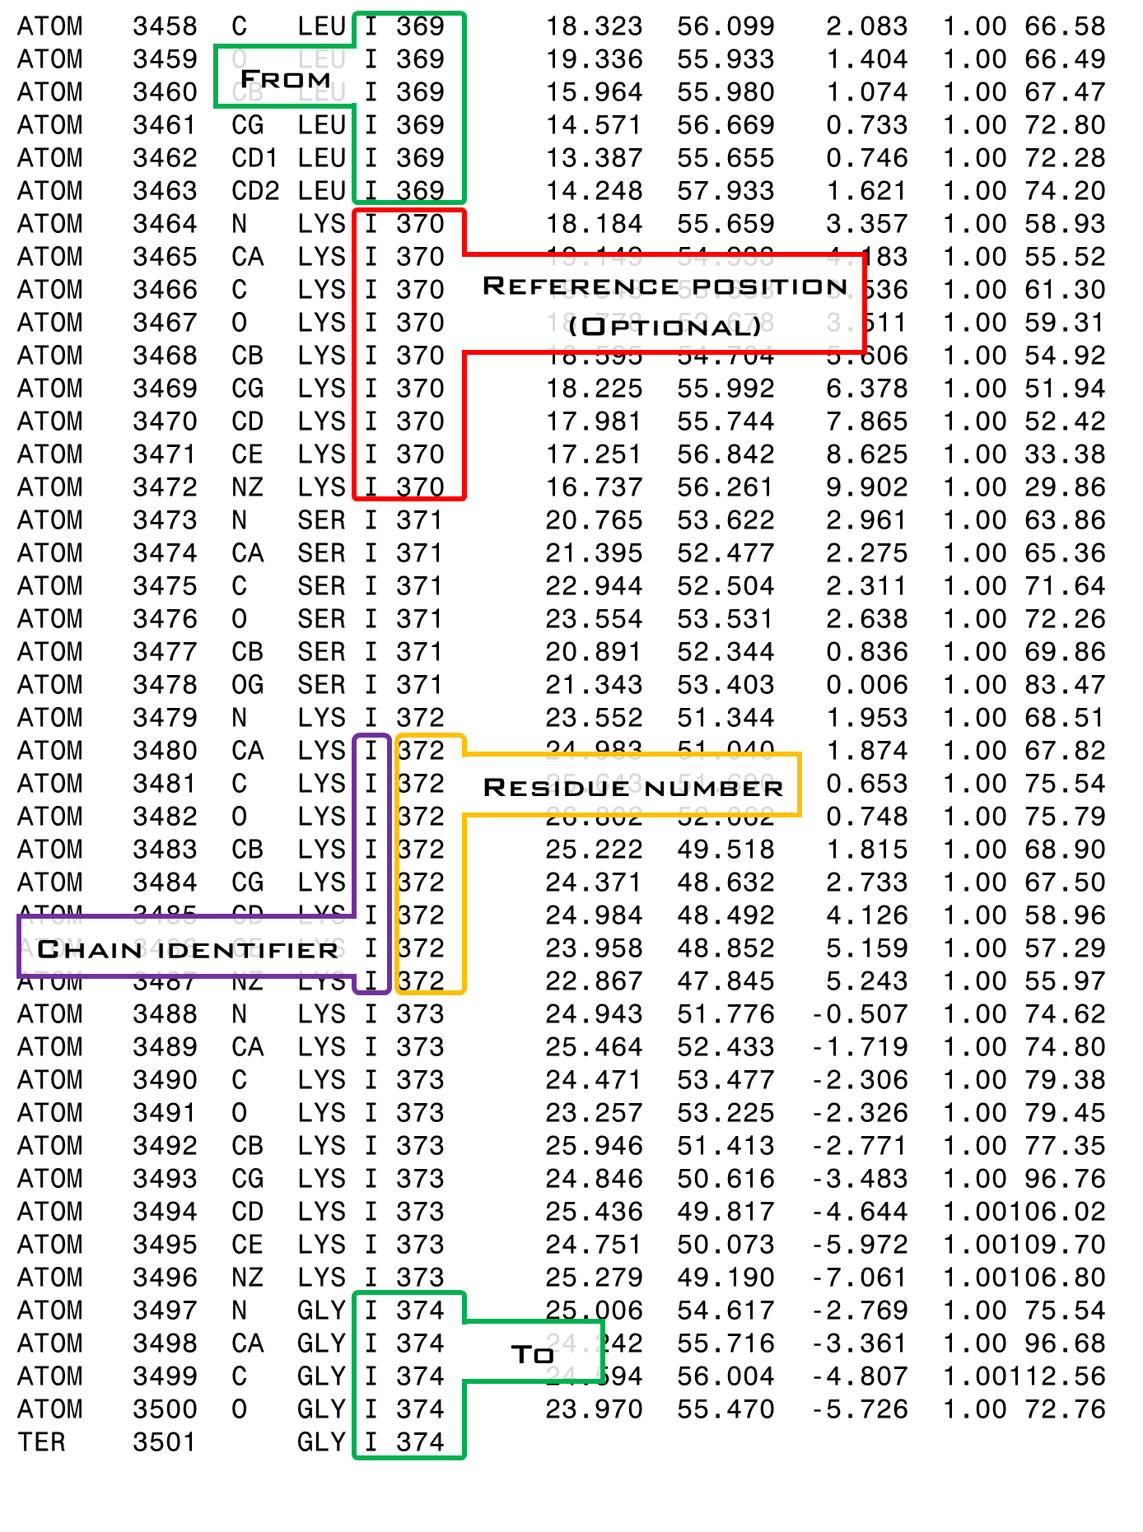 ATOM 3458 C LEU I 369 18.323 56.099 2.083 1.00 66.58
ATOM 3459 O LEU I 369 19.336 55.933 1.404 1.00 66.49
From
ATOM 3460 CB LEU I 369 15.964 55.980 1.074 1.00 67.47
ATOM 3461 CG LEU I 369 14.571 56.669 0.733 1.00 72.80
ATOM 3462 CD1 LEU I 369 13.387 55.655 0.746 1.00 72.28
ATOM 3463 CD2 LEU I 369 14.248 57.933 1.621 1.00 74.20
ATOM 3464 N LYS I 370 18.184 55.659 3.357 1.00 58.93
ATOM 3465 CA LYS I 370 4.183 1.00 55.52
Reference position
ATOM 3466 C LYS I 370 1.00 61.30
(Optional)
ATOM 3467 O LYS I 370 3.511 1.00 59.31
ATOM 3468 CB LYS I 370 18.595 54.704 5.606 1.00 54.92
ATOM 3469 CG LYS I 370 18.225 55.992 6.378 1.00 51.94
ATOM 3470 CD LYS I 370 17.981 55.744 7.865 1.00 52.42
ATOM 3471 CE LYS I 370 17.251 56.842 8.625 1.00 33.38
ATOM 3472 NZ LYS I 370 16.737 56.261 9.902 1.00 29.86
ATOM 3473 N SER I 371 20.765 53.622 2.961 1.00 63.86
ATOM 3474 CA SER I 371 21.395 52.477 2.275 1.00 65.36
ATOM 3475 C SER I 371 22.944 52.504 2.311 1.00 71.64
ATOM 3476 O SER I 371 23.554 53.531 2.638 1.00 72.26
ATOM 3477 CB SER I 371 20.891 52.344 0.836 1.00 69.86
ATOM 3478 OG SER I 371 21.343 53.403 0.006 1.00 83.47
ATOM 3479 N LYS I 372 23.552 51.344 1.953 1.00 68.51
ATOM 3480 CA LYS I 372 24.983 51.040 1.874 1.00 67.82
ATOM 3481 C LYS I 372 0.653 1.00 75.54
Residue number
ATOM 3482 O LYS I 372 26.802 52.062 0.748 1.00 75.79
ATOM 3483 CB LYS I 372 25.222 49.518 1.815 1.00 68.90
ATOM 3484 CG LYS I 372 24.371 48.632 2.733 1.00 67.50
ATOM 3485 CD LYS I 372 24.984 48.492 4.126 1.00 58.96
Chain identifier
ATOM 3486 CE LYS I 372 23.958 48.852 5.159 1.00 57.29
ATOM 3487 NZ LYS I 372 22.867 47.845 5.243 1.00 55.97
ATOM 3488 N LYS I 373 24.943 51.776 -0.507 1.00 74.62
ATOM 3489 CA LYS I 373 25.464 52.433 -1.719 1.00 74.80
ATOM 3490 C LYS I 373 24.471 53.477 -2.306 1.00 79.38
ATOM 3491 O LYS I 373 23.257 53.225 -2.326 1.00 79.45
ATOM 3492 CB LYS I 373 25.946 51.413 -2.771 1.00 77.35
ATOM 3493 CG LYS I 373 24.846 50.616 -3.483 1.00 96.76
ATOM 3494 CD LYS I 373 25.436 49.817 -4.644 1.00106.02
ATOM 3495 CE LYS I 373 24.751 50.073 -5.972 1.00109.70
ATOM 3496 NZ LYS I 373 25.279 49.190 -7.061 1.00106.80
ATOM 3497 N GLY I 374 25.006 54.617 -2.769 1.00 75.54
ATOM 3498 CA GLY I 374 24.242 55.716 -3.361 1.00 96.68
To
ATOM 3499 C GLY I 374 24.594 56.004 -4.807 1.00112.56
ATOM 3500 O GLY I 374 23.970 55.470 -5.726 1.00 72.76
TER 3501 GLY I 374